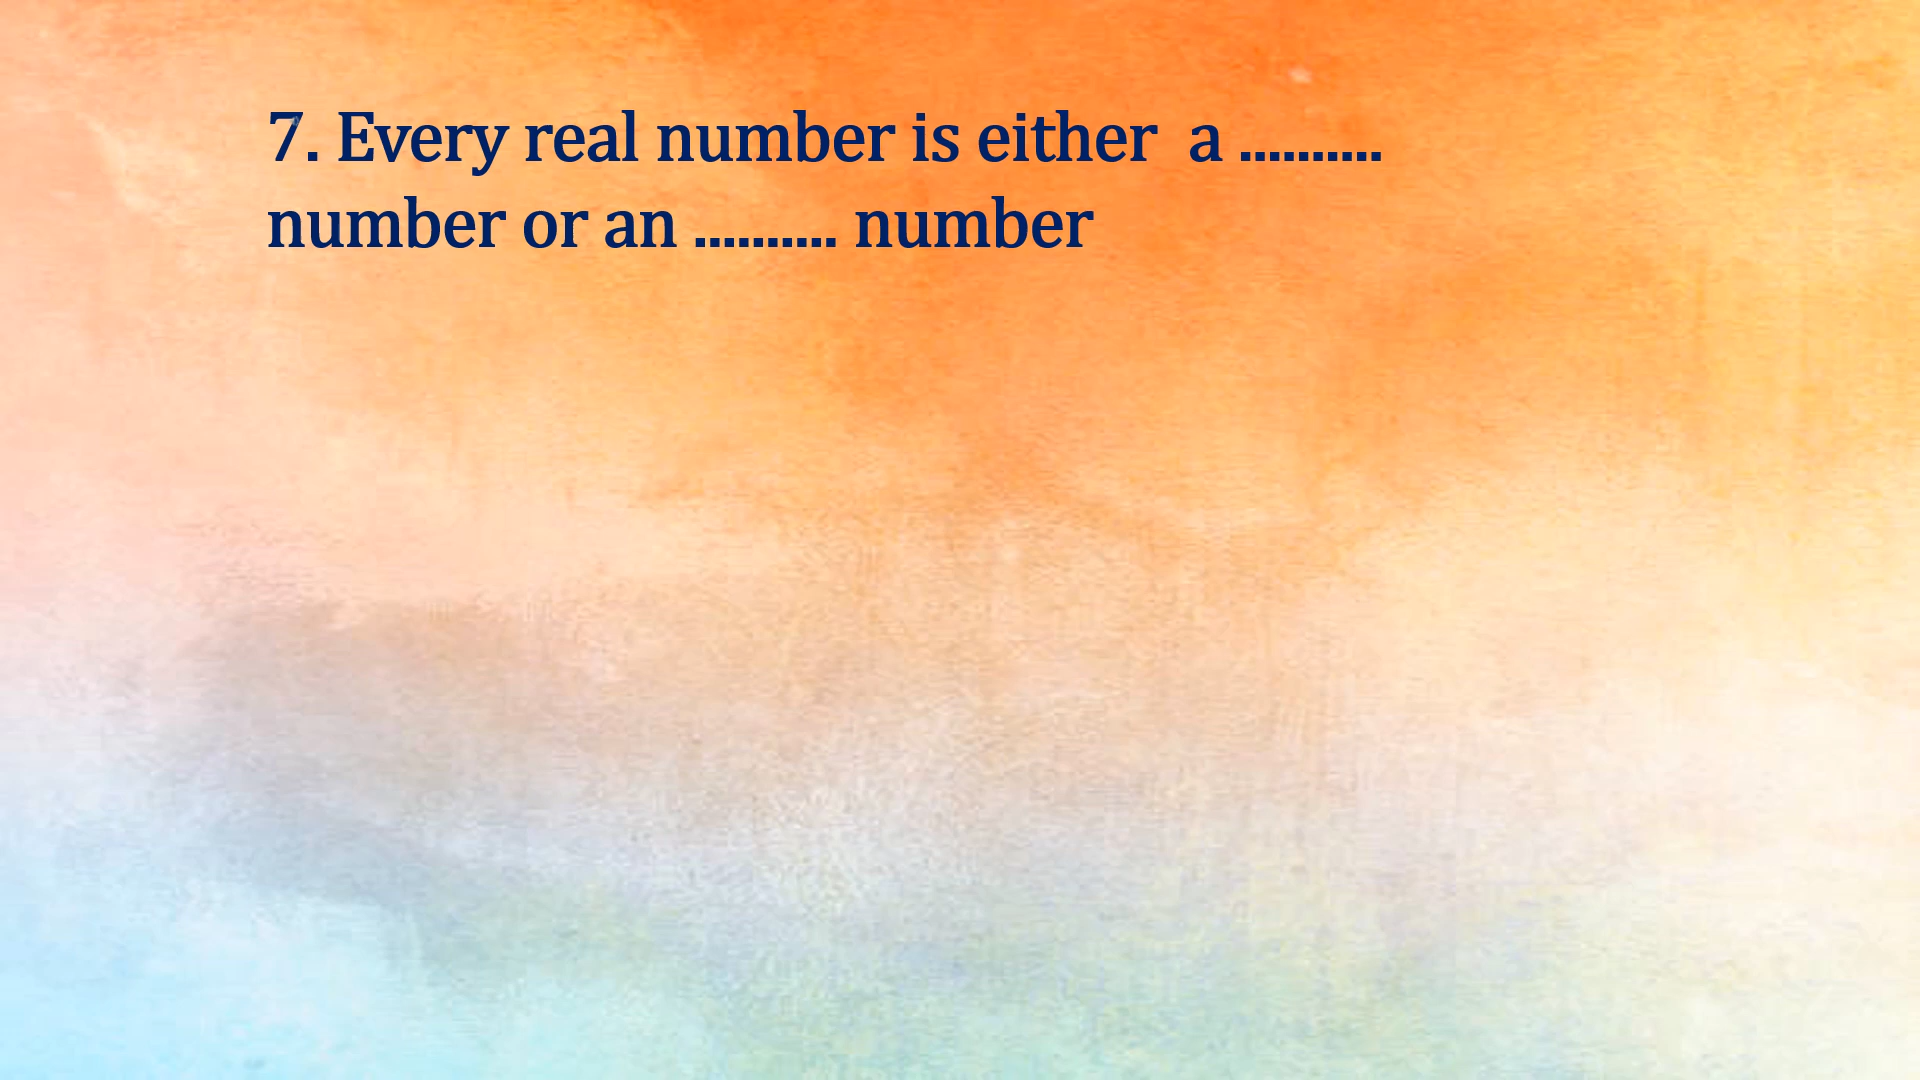 7. Every real number is either  a ..........
number or an .......... number